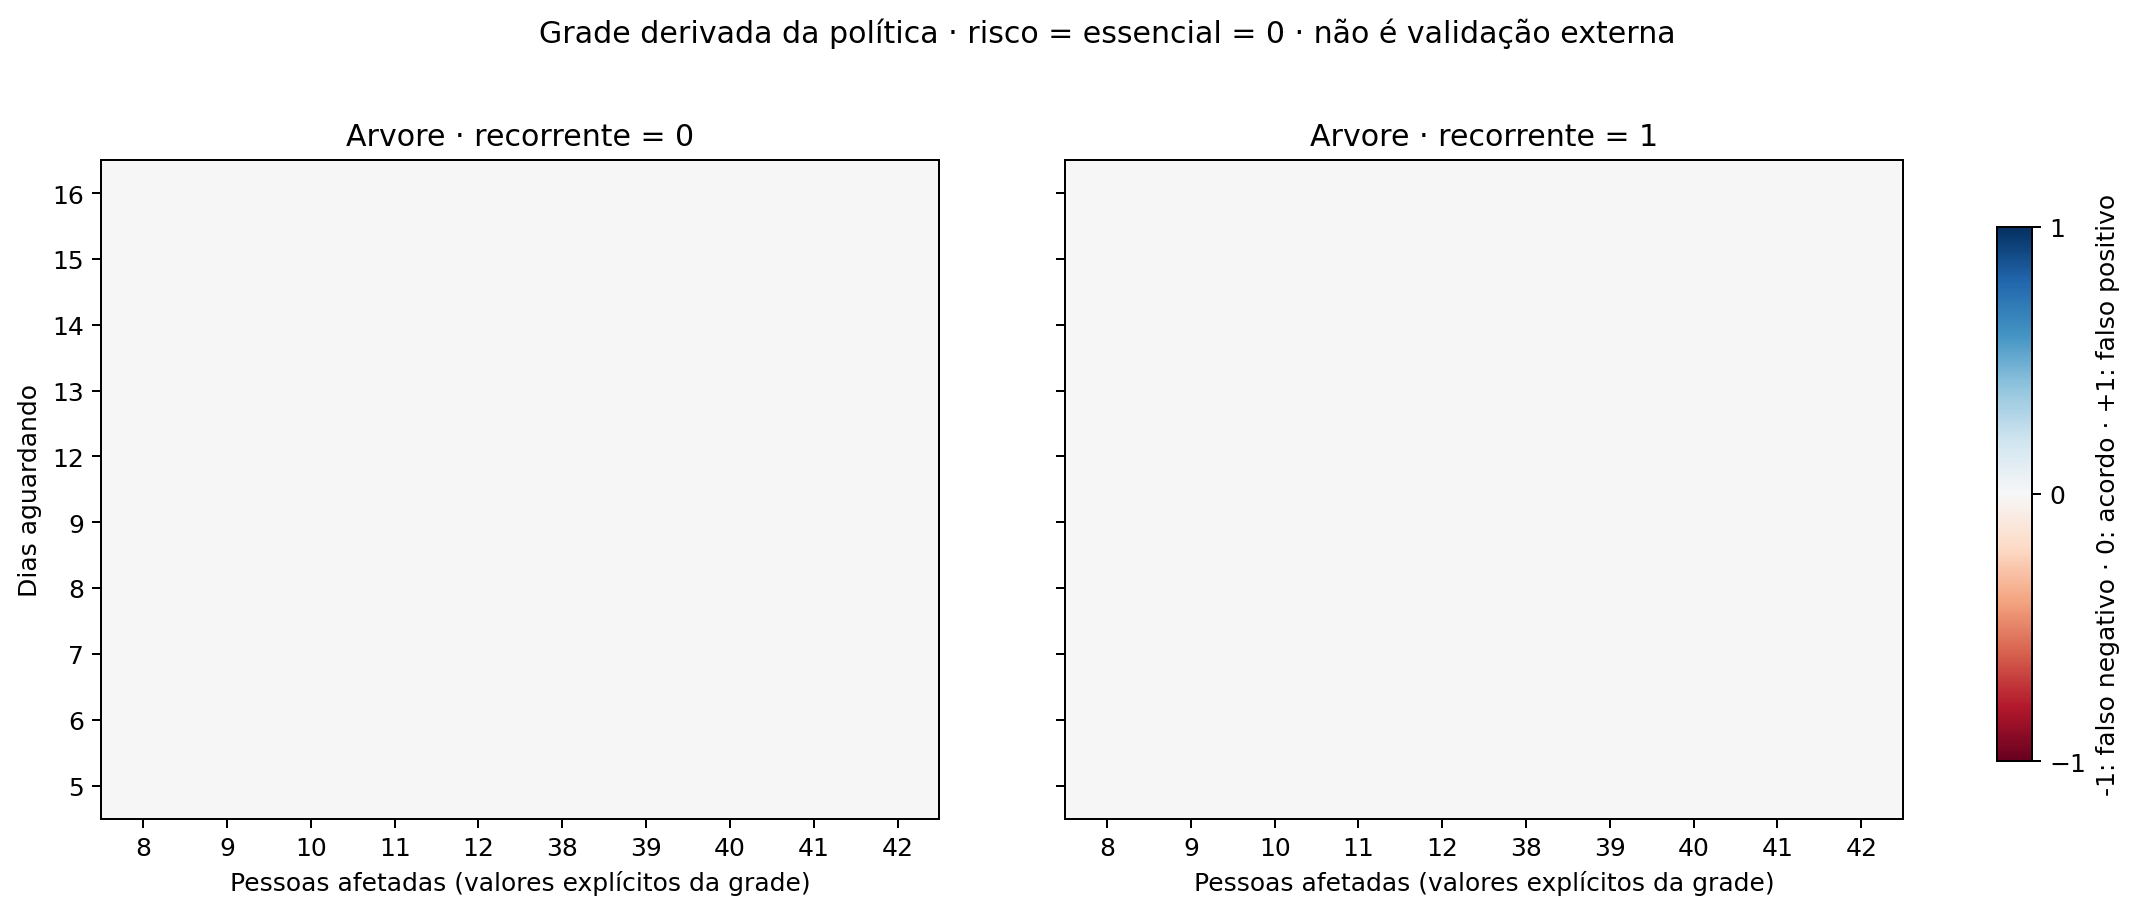 Grade derivada da política · risco = essencial = 0 · não é validação externa
Arvore · recorrente = 0
Arvore · recorrente = 1
Dias aguardando
16
15
14
13
12
9
8
7
6
5
8 9 10 11 12 38 39 40 41 42
Pessoas afetadas (valores explícitos da grade)
8 9 10 11 12 38 39 40 41 42
Pessoas afetadas (valores explícitos da grade)
1
0
−1
-1: falso negativo · 0: acordo · +1: falso positivo